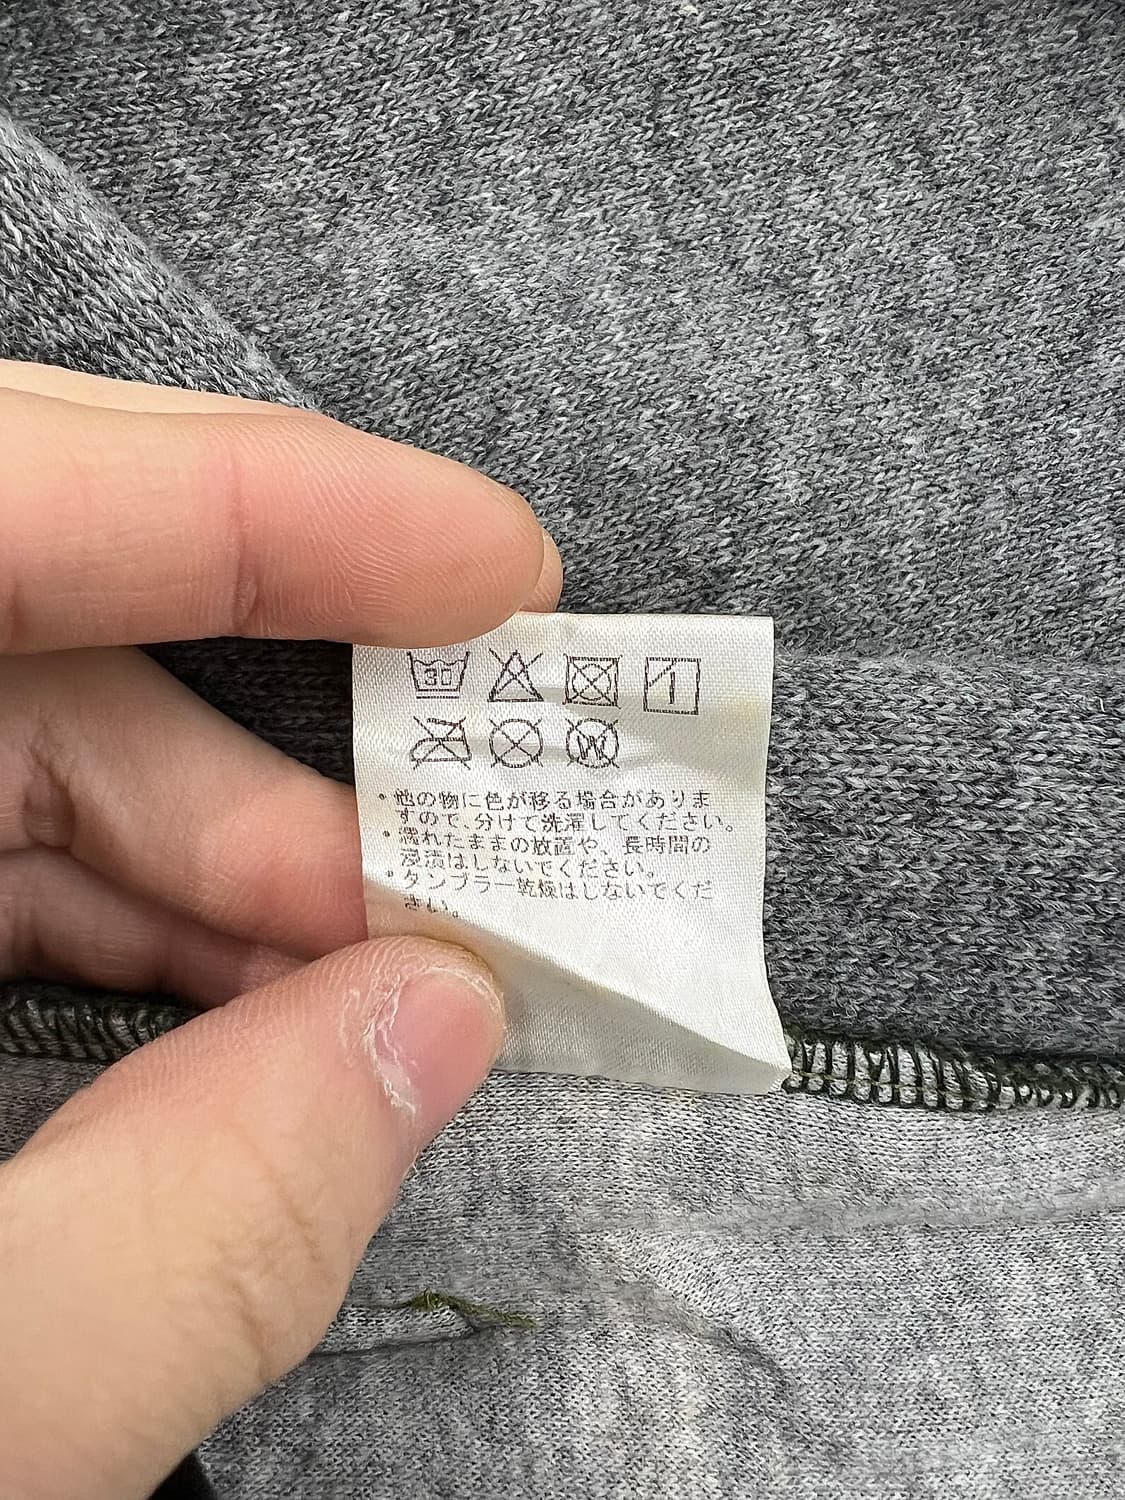 30
W
・他の物に色が移る場合がありま
すので、分けて洗濯してください。
・濡れたままの放置や、長時間の
浸漬はしないでください。
・タンブラー乾燥はしないでくだ
さい。